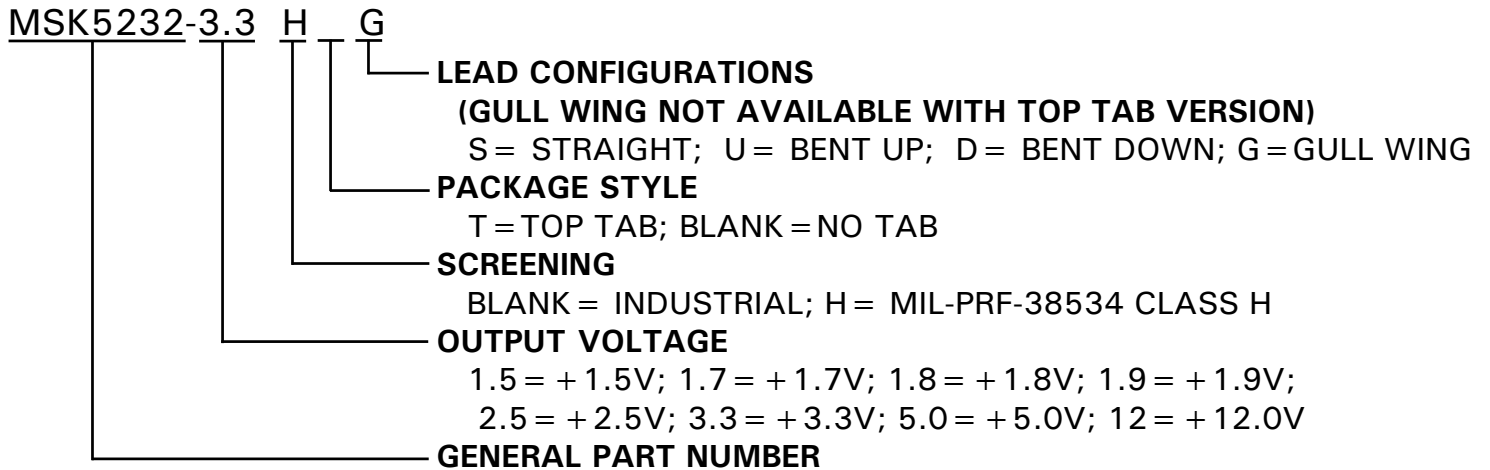 MSK5232-3.3 H _ G
LEAD CONFIGURATIONS
(GULL WING NOT AVAILABLE WITH TOP TAB VERSION)
S= STRAIGHT; U= BENT UP; D= BENT DOWN; G=GULL WING
PACKAGE STYLE
T=TOP TAB; BLANK=NO TAB
SCREENING
BLANK= INDUSTRIAL; H= MIL-PRF-38534 CLASS H
OUTPUT VOLTAGE
1.5=+1.5V; 1.7=+1.7V; 1.8=+1.8V; 1.9=+1.9V;
2.5=+2.5V; 3.3=+3.3V; 5.0=+5.0V; 12=+12.0V
GENERAL PART NUMBER